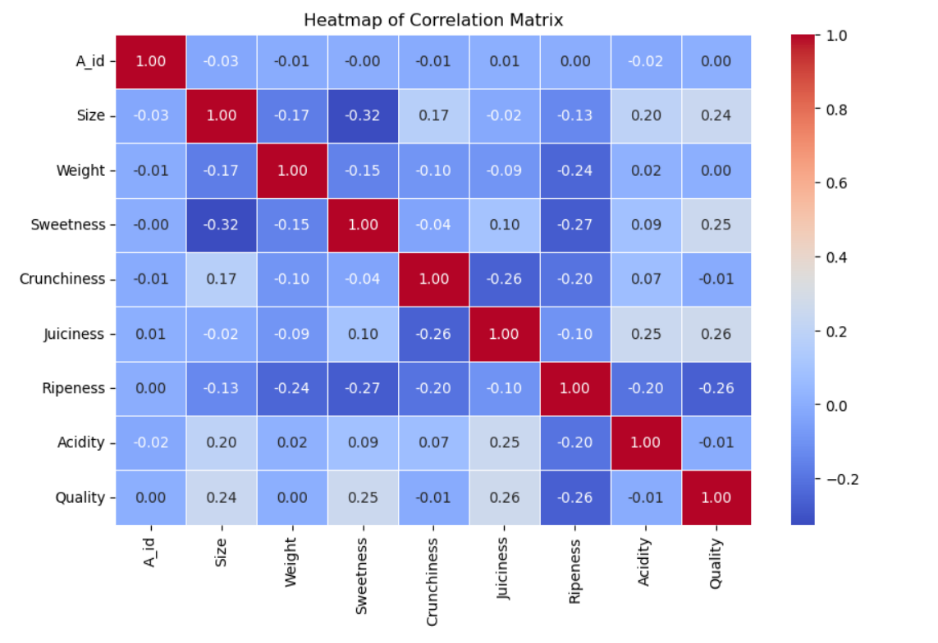 Heatmap of Correlation Matrix
A_id 1.00 -0.03 -0.01 -0.00 -0.01 0.01 0.00 -0.02 0.00
Size -0.03 1.00 -0.17 -0.32 0.17 -0.02 -0.13 0.20 0.24
Weight -0.01 -0.17 1.00 -0.15 -0.10 -0.09 -0.24 0.02 0.00
Sweetness -0.00 -0.32 -0.15 1.00 -0.04 0.10 -0.27 0.09 0.25
Crunchiness -0.01 0.17 -0.10 -0.04 1.00 -0.26 -0.20 0.07 -0.01
Juiciness 0.01 -0.02 -0.09 0.10 -0.26 1.00 -0.10 0.25 0.26
Ripeness 0.00 -0.13 -0.24 -0.27 -0.20 -0.10 1.00 -0.20 -0.26
Acidity -0.02 0.20 0.02 0.09 0.07 0.25 -0.20 1.00 -0.01
Quality 0.00 0.24 0.00 0.25 -0.01 0.26 -0.26 -0.01 1.00
A_id Size Weight Sweetness Crunchiness Juiciness Ripeness Acidity Quality
1.0
0.8
0.6
0.4
0.2
0.0
−0.2